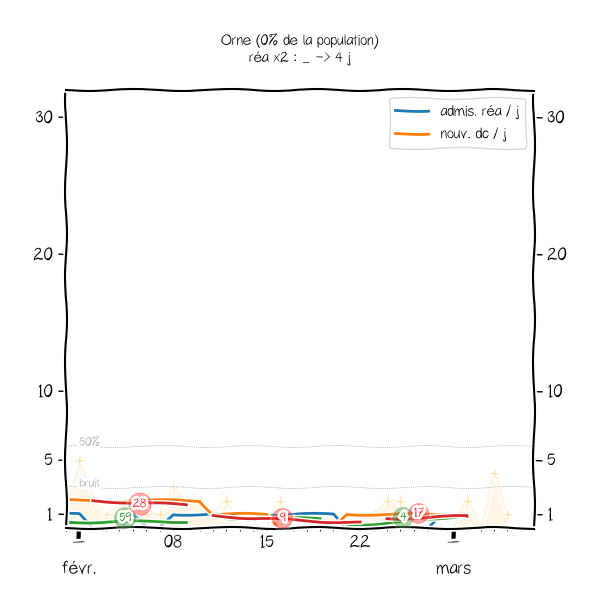 Orne (0% de la population)
réa x2 : _ -> 4 j
admis. réa / j
nouv. dc / j
30 30
20 20
10 10
50%
5 5
bruit
28
59
9
4
17
1 1
08 15 22
févr. mars